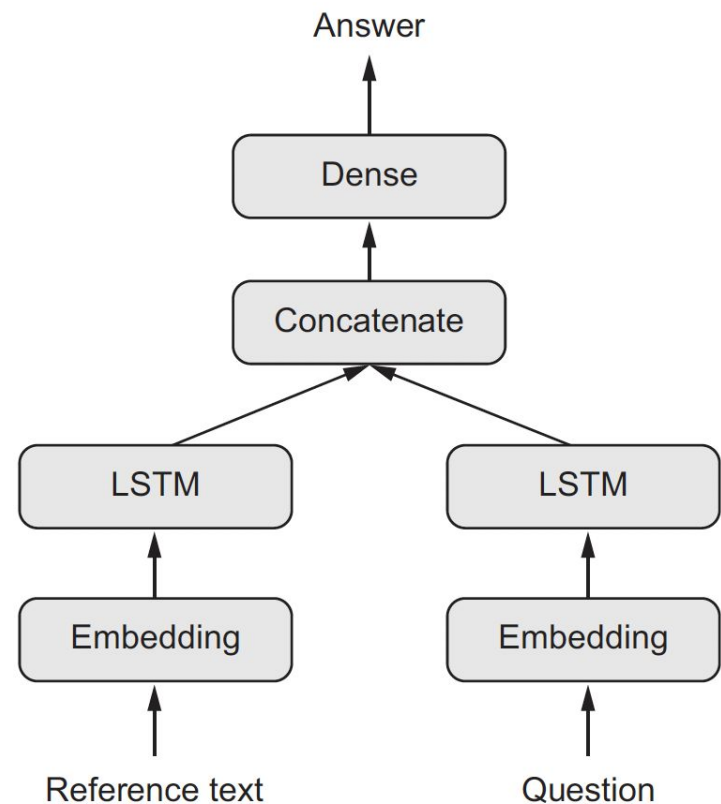 Answer
Dense
Concatenate
LSTM
LSTM
Embedding
Embedding
Reference text
Question